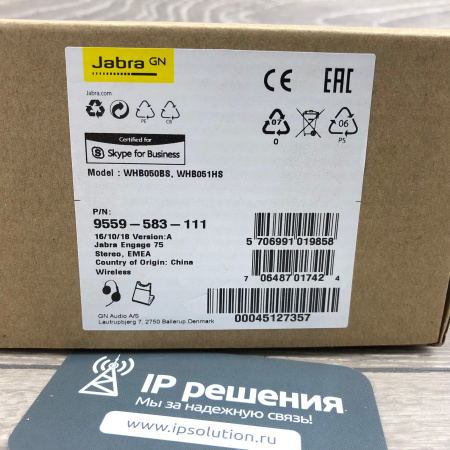 Jabra GN
Jabra.com
PE
CB
07
0
06
PS
CE
EAC
Certified for
Skype for Business
Model : WHB050BS, WHB051HS
P/N:
9559-583-111
16/10/18 Version:A
Jabra Engage 75
Stereo, EMEA
Country of Origin: China
Wireless
5 706991 019858
7 06487 01742 4
00045127357
GN Audio A/S
Lautrupbjerg 7, 2750 Ballerup, Denmark
IP решения
Мы за надежную связь!
www.ipsolution.ru